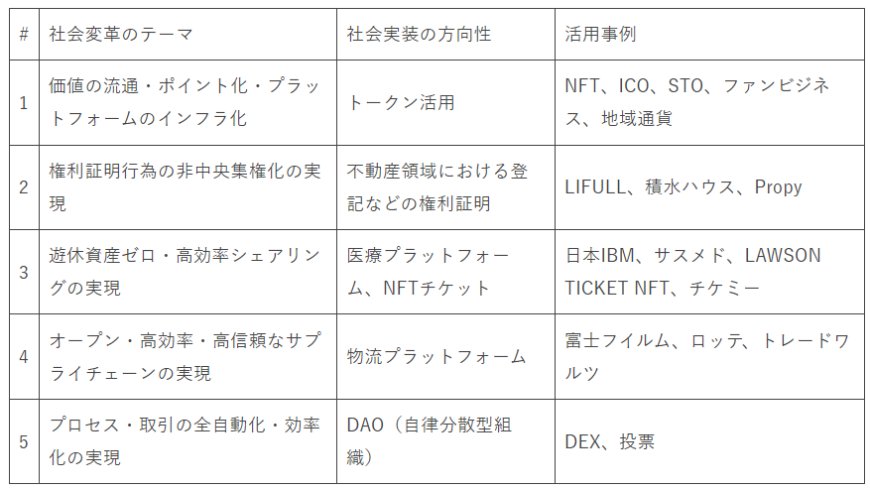 # 社会変革のテーマ 社会実装の方向性 活用事例
1 価値の流通・ポイント化・プラッ
トフォームのインフラ化
トークン活用
NFT、ICO、STO、ファンビジネ
ス、地域通貨
2 権利証明行為の非中央集権化の実
現
不動産領域における登
記などの権利証明
LIFULL、積水ハウス、Propy
3 遊休資産ゼロ・高効率シェアリン
グの実現
医療プラットフォー
ム、NFTチケット
日本IBM、サスメド、LAWSON
TICKET NFT、チケミー
4 オープン・高効率・高信頼なサプ
ライチェーンの実現
物流プラットフォーム
富士フイルム、ロッテ、トレードワ
ルツ
5 プロセス・取引の全自動化・効率
化の実現
DAO（自律分散型組
織）
DEX、投票